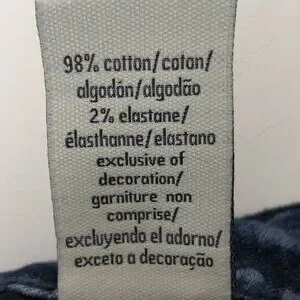 98% cotton/coton/
algodón/algodão
2% elastane/
élasthanne/elastano
exclusive of
decoration/
garniture non
comprise/
excluyendo el adorno/
exceto a decoração